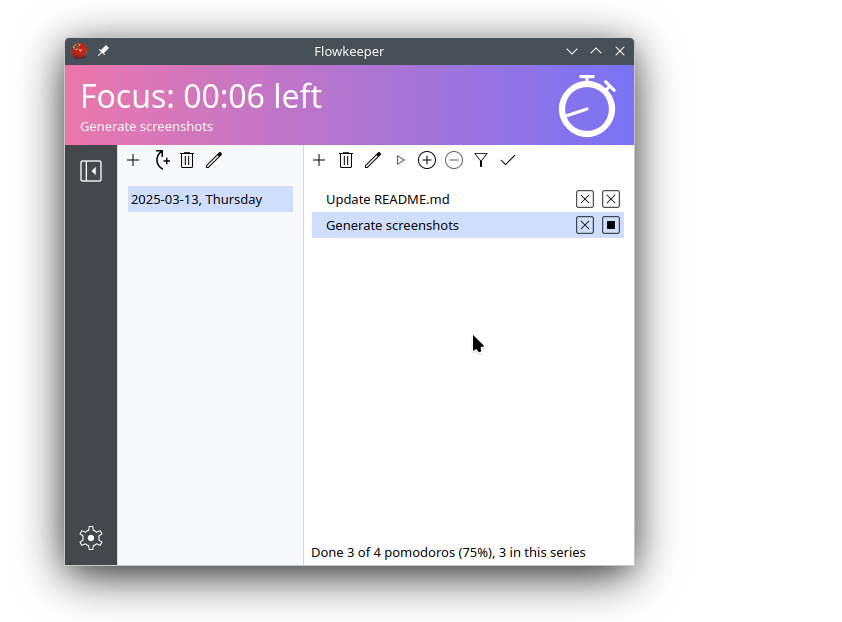 Flowkeeper
Focus: 00:06 left
Generate screenshots
2025-03-13, Thursday
Update README.md
Generate screenshots
Done 3 of 4 pomodoros (75%), 3 in this series